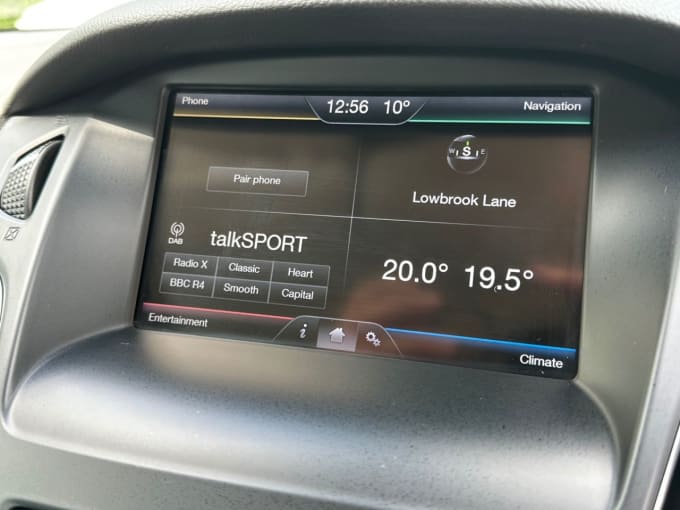 Phone
12:56 10°
Navigation
Pair phone
W S E
Lowbrook Lane
DAB
talkSPORT
Radio X Classic Heart
BBC R4 Smooth Capital
20.0° 19.5°
Entertainment
i
Climate